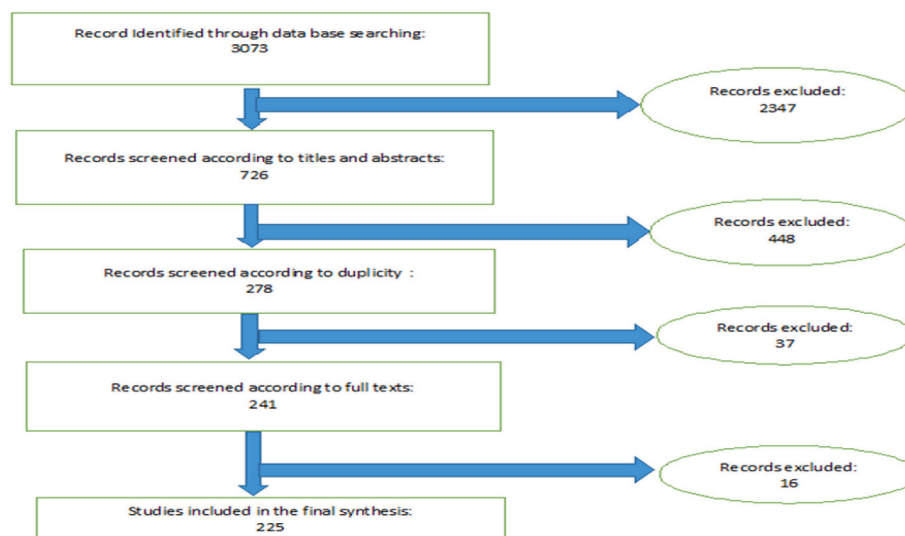 Record Identified through data base searching:
3073
Records excluded:
2347
Records screened according to titles and abstracts:
726
Records excluded:
448
Records screened according to duplicity :
278
Records excluded:
37
Records screened according to full texts:
241
Records excluded:
16
Studies included in the final synthesis:
225